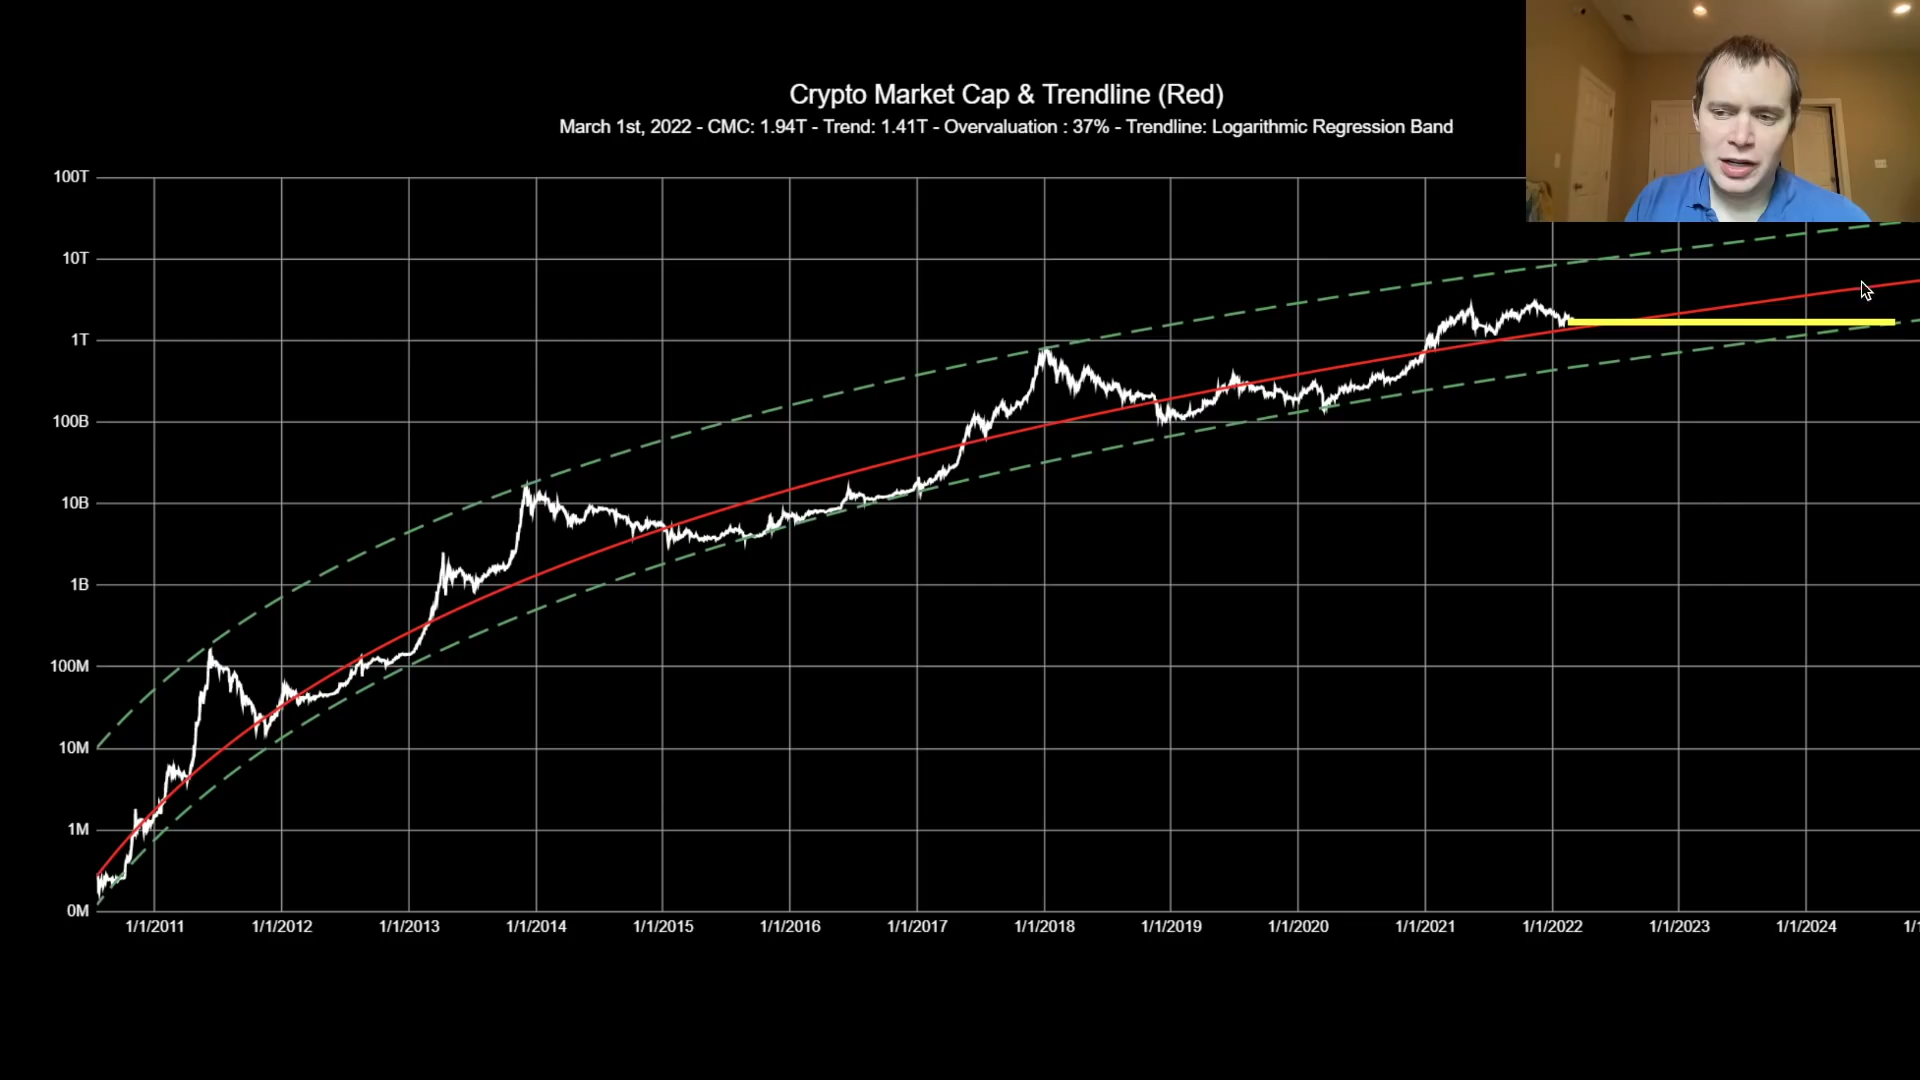 Crypto Market Cap & Trendline (Red)
March 1st, 2022 - CMC: 1.94T - Trend: 1.41T - Overvaluation : 37% - Trendline: Logarithmic Regression Band
100T
10T
1T
100B
10B
1B
100M
10M
1M
0M
1/1/2011 1/1/2012 1/1/2013 1/1/2014 1/1/2015 1/1/2016 1/1/2017 1/1/2018 1/1/2019 1/1/2020 1/1/2021 1/1/2022 1/1/2023 1/1/2024